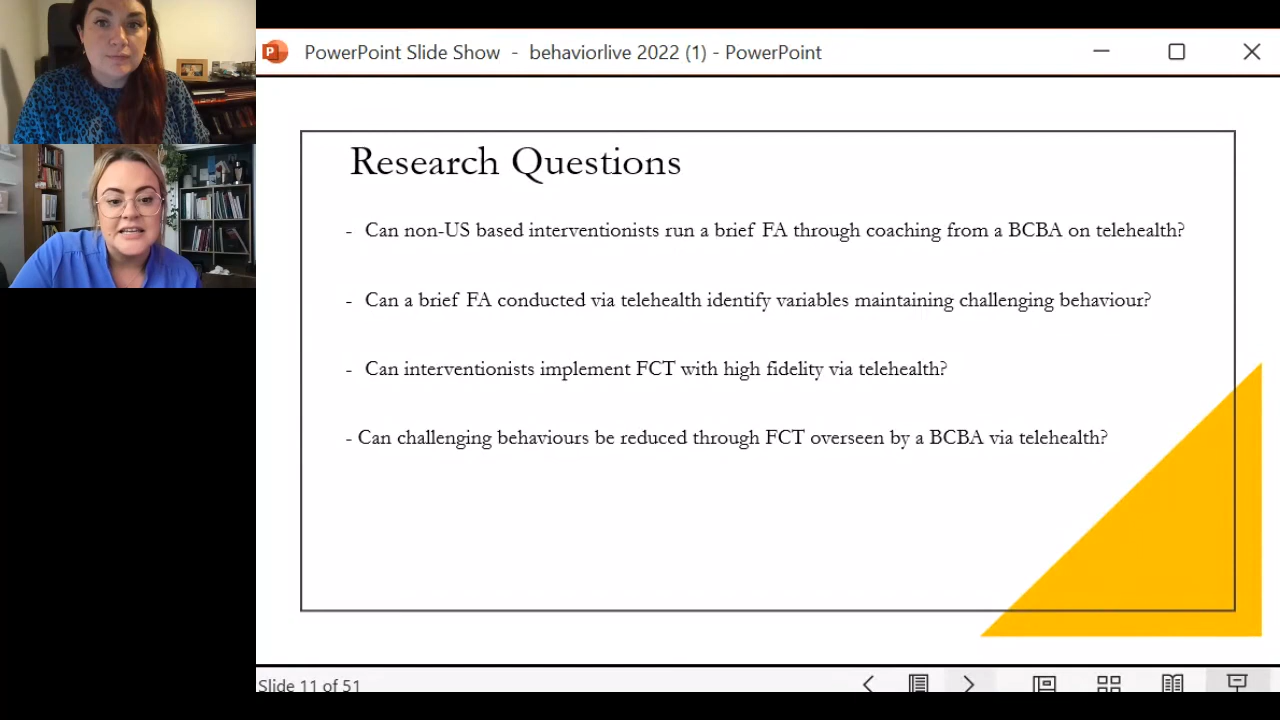 PowerPoint Slide Show - behaviorlive 2022 (1) - PowerPoint
Research Questions
- Can non-US based interventionists run a brief FA through coaching from a BCBA on telehealth?
- Can a brief FA conducted via telehealth identify variables maintaining challenging behaviour?
- Can interventionists implement FCT with high fidelity via telehealth?
- Can challenging behaviours be reduced through FCT overseen by a BCBA via telehealth?
Slide 11 of 51